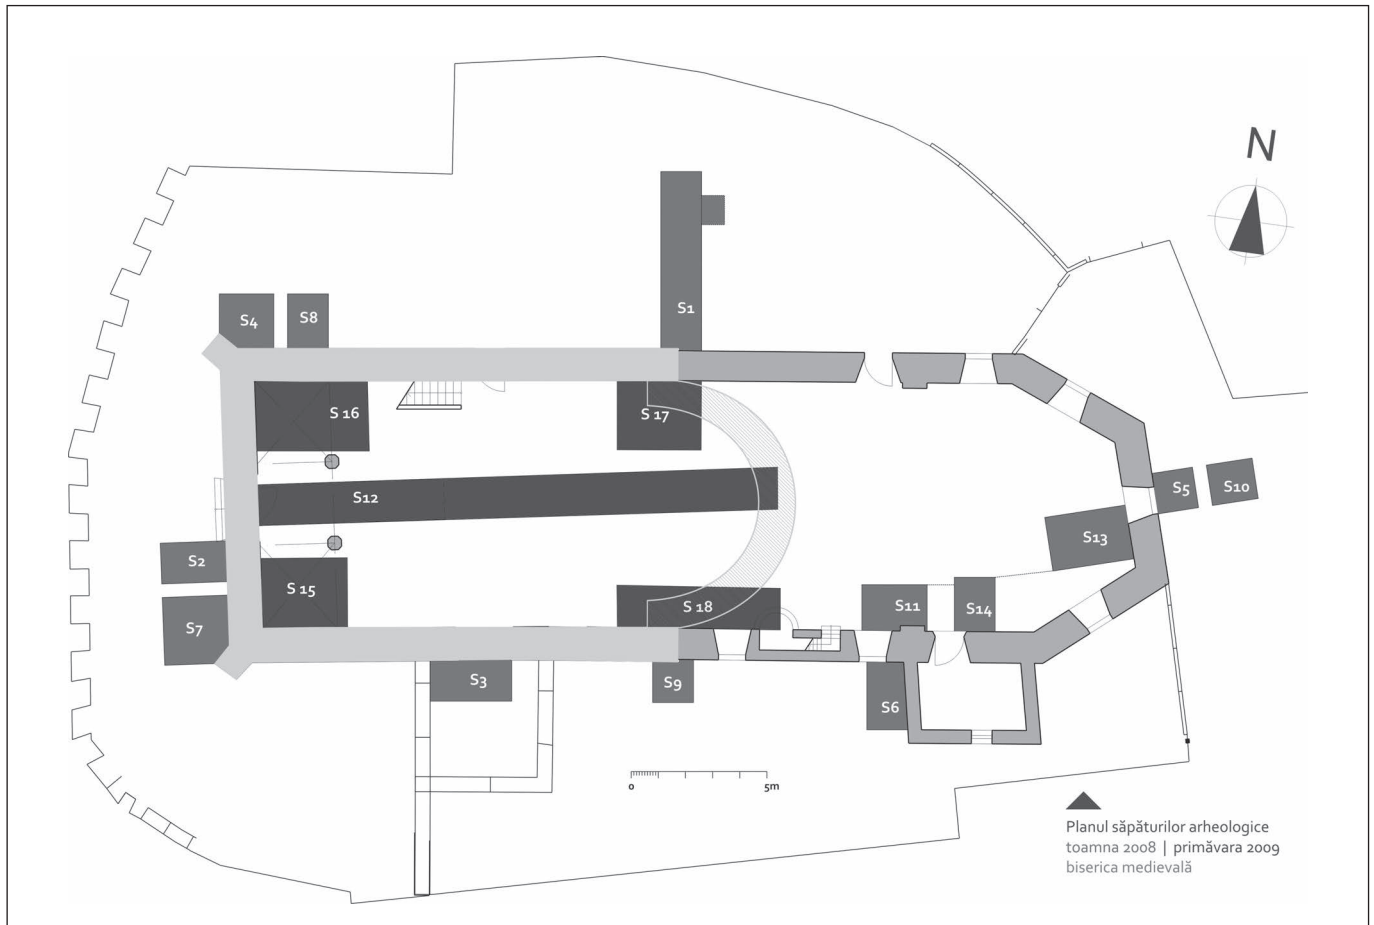 N
S1
S4
S8
S 16
S 17
S12
S5
S10
S13
S2
S 15
S 18
S11
S14
S7
S3
S9
S6
0 5m
Planul săpăturilor arheologice
toamna 2008 | primăvara 2009
biserica medievală